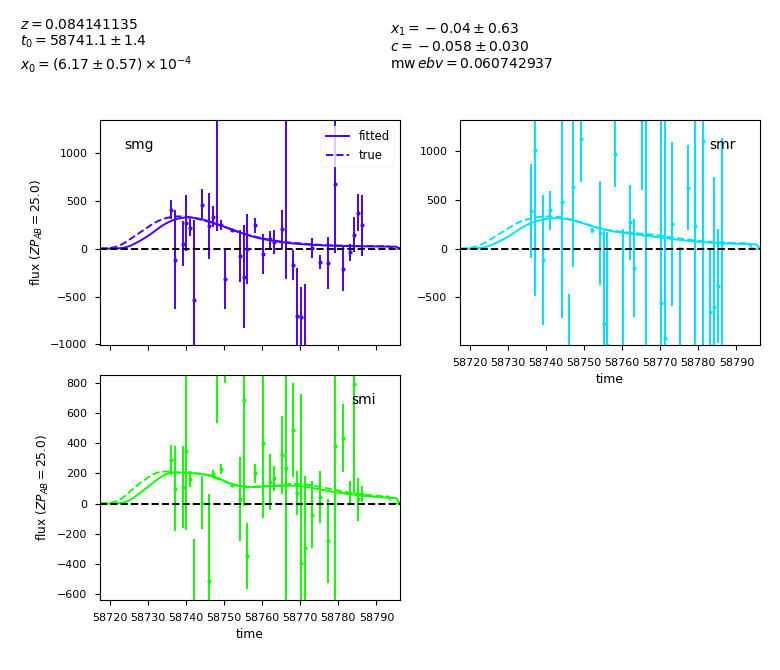 z = 0.084141135
t₀ = 58741.1 ± 1.4
x₀ = (6.17 ± 0.57) × 10⁻⁴
x₁ = −0.04 ± 0.63
c = −0.058 ± 0.030
mw ebv = 0.060742937
smg
fitted
true
1000
500
0
−500
−1000
flux (ZP_AB = 25.0)
smr
1000
500
0
−500
58720 58730 58740 58750 58760 58770 58780 58790
time
smi
800
600
400
200
0
−200
−400
−600
flux (ZP_AB = 25.0)
58720 58730 58740 58750 58760 58770 58780 58790
time